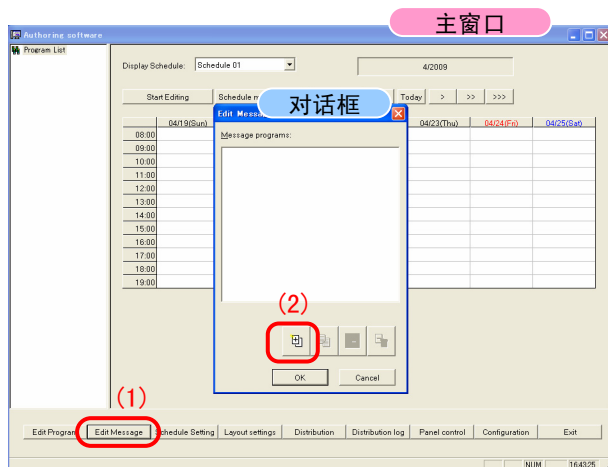 主窗口
Authoring software
Program List
Display Schedule: Schedule 01
4/2009
Start Editing Schedule m Today > >> >>>
对话框
Edit Messa
04/19(Sun) 04/23(Thu) 04/24(Fri) 04/25(Sat)
Message programs:
08:00
09:00
10:00
11:00
12:00
13:00
14:00
15:00
16:00
17:00
18:00
19:00
(2)
OK Cancel
(1)
Edit Program Edit Message Schedule Setting Layout settings Distribution Distribution log Panel control Configuration Exit
NUM 16:43:25